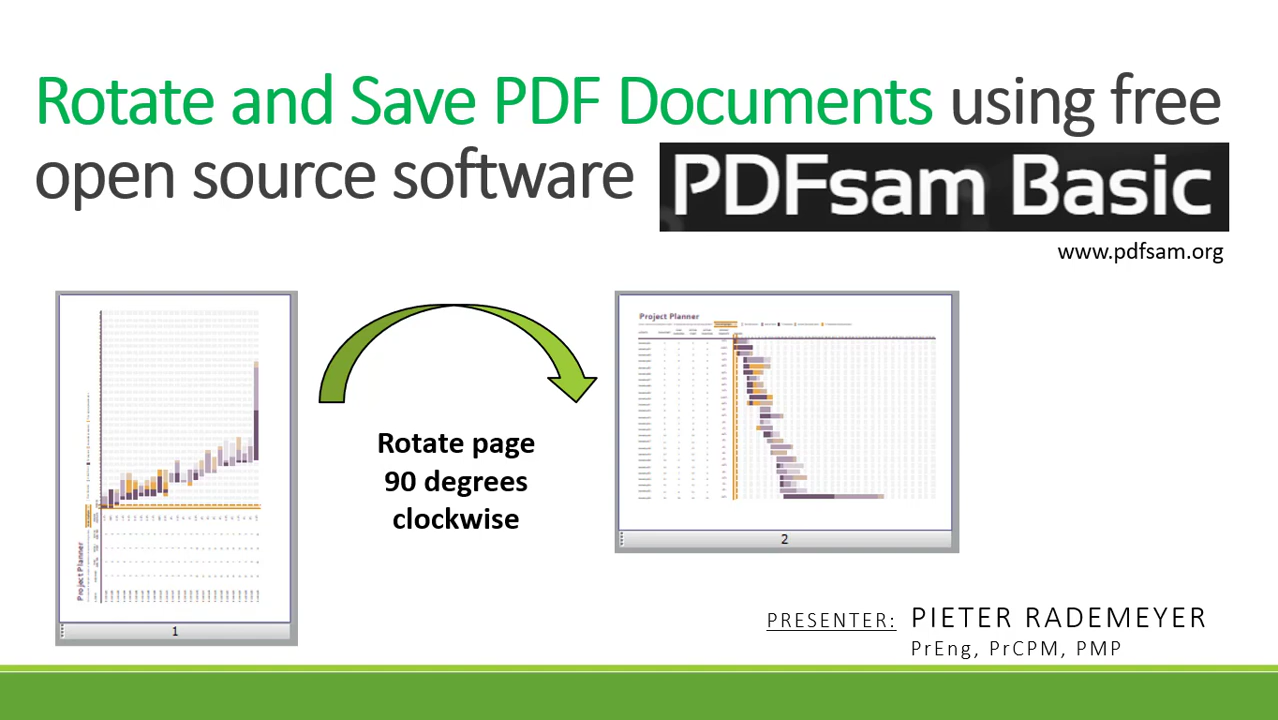 Rotate and Save PDF Documents using free
open source software PDFsam Basic
www.pdfsam.org
Project Planner
Rotate page
90 degrees
clockwise
Project Planner
1
2
PRESENTER: PIETER RADEMEYER
PrEng, PrCPM, PMP